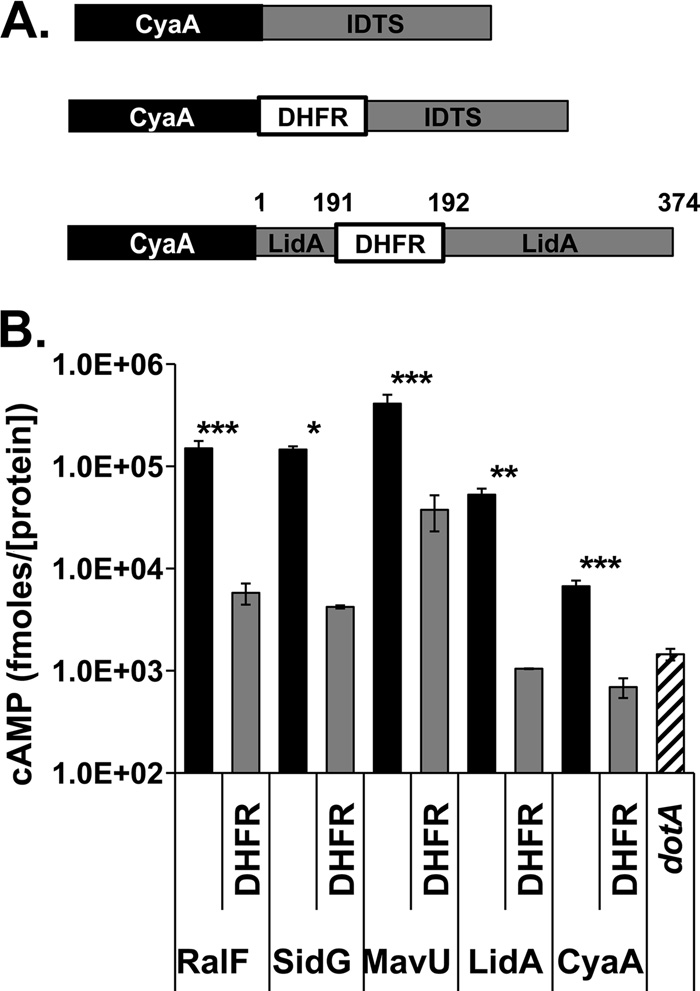 A.
CyaA IDTS
CyaA DHFR IDTS
1 191 192 374
CyaA LidA DHFR LidA
B.
cAMP (fmoles/[protein])
1.0E+06
1.0E+05
1.0E+04
1.0E+03
1.0E+02
*** * *** ** ***
DHFR DHFR DHFR DHFR DHFR dotA
RalF SidG MavU LidA CyaA